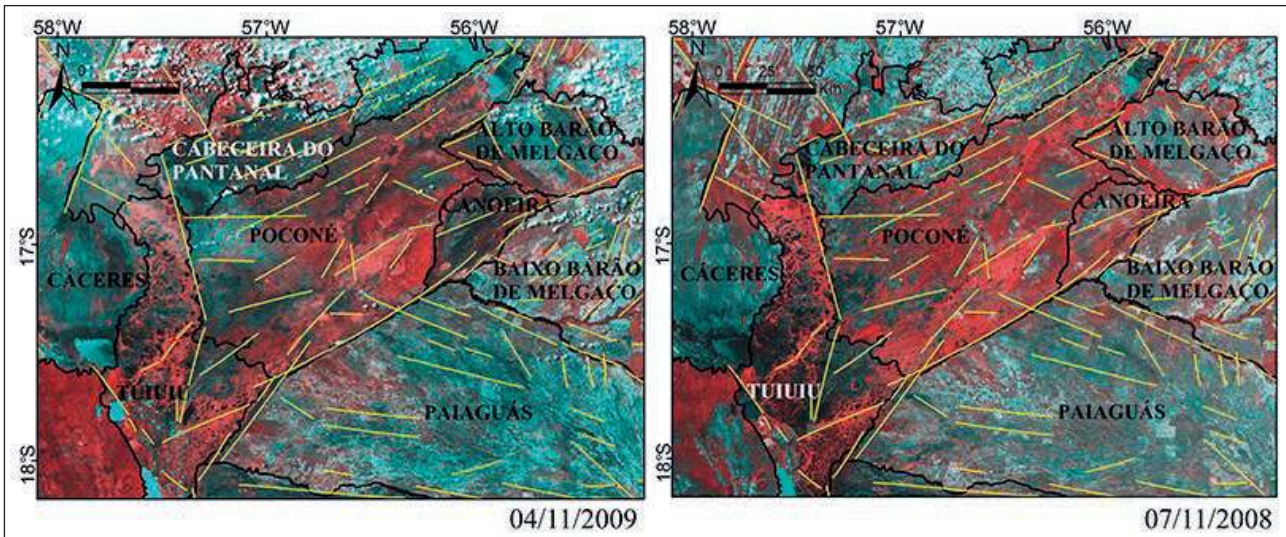 58°W 57°W 56°W
N
0 25 50
Km
CABECEIRA DO
PANTANAL
ALTO BARÃO
DE MELGAÇO
CANOEIRA
POCONÉ
17°S
CÁCERES
BAIXO BARÃO
DE MELGAÇO
TUIUIU
PAIAGUÁS
18°S
04/11/2009
58°W 57°W 56°W
N
0 25 50
Km
CABECEIRA DO
PANTANAL
ALTO BARÃO
DE MELGAÇO
CANOEIRA
POCONÉ
17°S
CÁCERES
BAIXO BARÃO
DE MELGAÇO
TUIUIU
PAIAGUÁS
18°S
07/11/2008